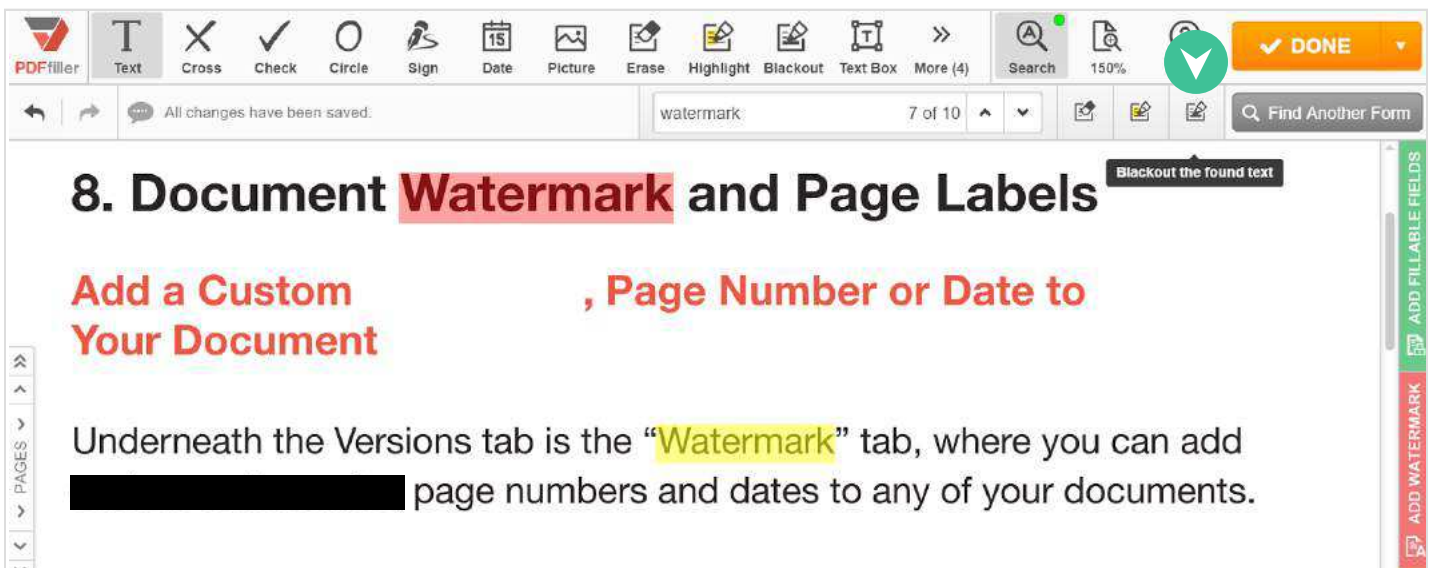 PDFfiller
Text
Cross
Check
Circle
Sign
15
Date
Picture
Erase
Highlight
Blackout
T
Text Box
More (4)
A
Search
150%
DONE
All changes have been saved.
watermark 7 of 10
Find Another Form
Blackout the found text
8. Document Watermark and Page Labels
Add a Custom , Page Number or Date to
Your Document
Underneath the Versions tab is the “Watermark” tab, where you can add
page numbers and dates to any of your documents.
PAGES
ADD FILLABLE FIELDS
ADD WATERMARK